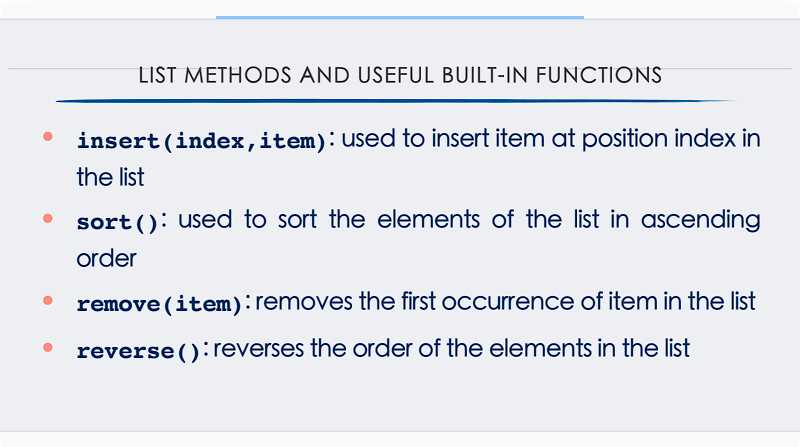 LIST METHODS AND USEFUL BUILT-IN FUNCTIONS
• insert(index,item): used to insert item at position index in
the list
• sort(): used to sort the elements of the list in ascending
order
• remove(item): removes the first occurrence of item in the list
• reverse(): reverses the order of the elements in the list